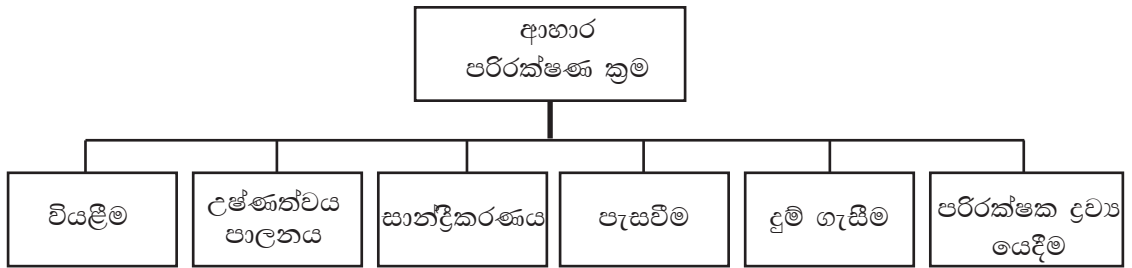 ආහාර
පරිරක්ෂණ ක්‍රම
වියළීම
උෂ්ණත්වය
පාලනය
සාන්ද්‍රීකරණය
පැසවීම
දුම් ගැසීම
පරිරක්ෂක ද්‍රව්‍ය
යෙදීම